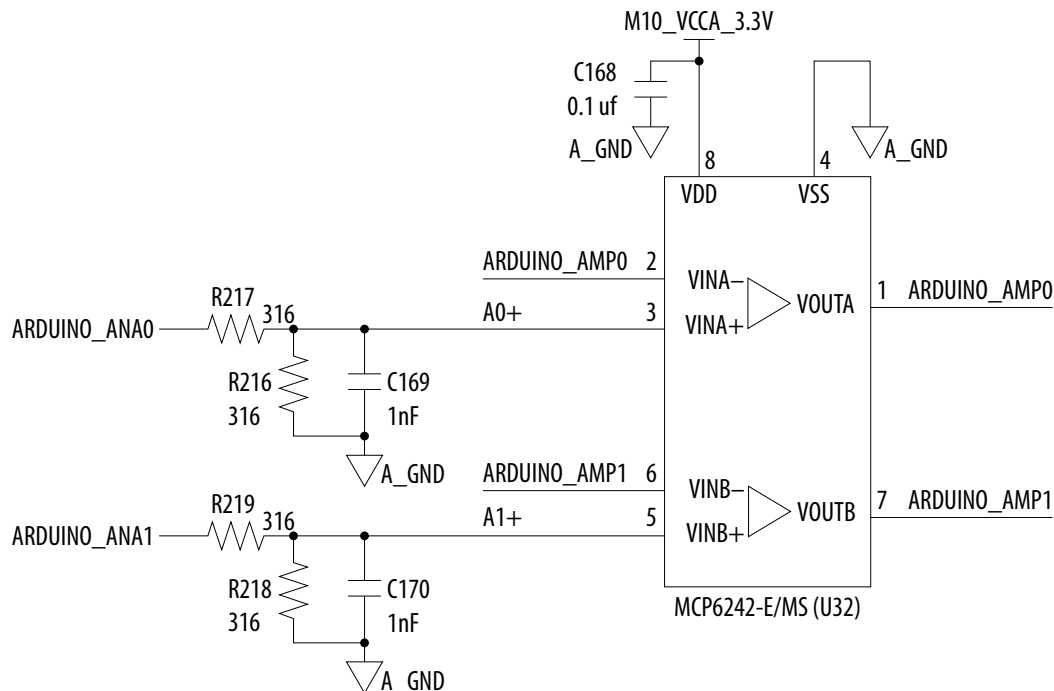 M10_VCCA_3.3V
C168
0.1 uf
A_GND
A_GND
8
4
VDD
VSS
ARDUINO_AMP0
2
VINA–
R217
316
A0+
3
VINA+
VOUTA
1
ARDUINO_AMP0
ARDUINO_ANA0
R216
316
C169
1nF
A_GND
ARDUINO_AMP1
6
VINB–
R219
316
A1+
5
VINB+
VOUTB
7
ARDUINO_AMP1
ARDUINO_ANA1
R218
316
C170
1nF
A_GND
MCP6242-E/MS (U32)